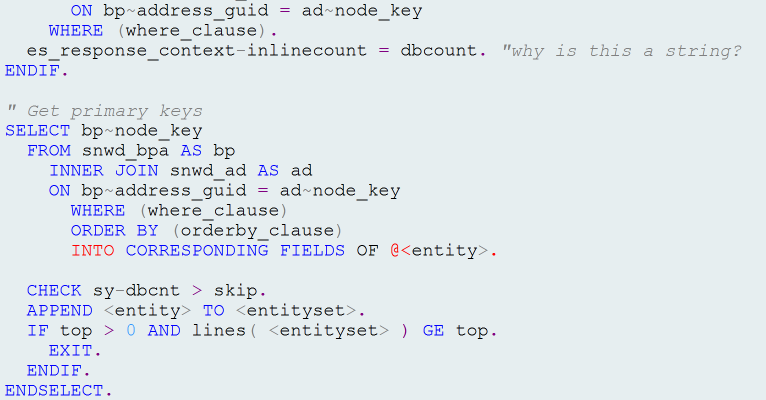 ON bp~address_guid = ad~node_key
WHERE (where_clause).
es_response_context-inlinecount = dbcount. "why is this a string?
ENDIF.
" Get primary keys
SELECT bp~node_key
FROM snwd_bpa AS bp
INNER JOIN snwd_ad AS ad
ON bp~address_guid = ad~node_key
WHERE (where_clause)
ORDER BY (orderby_clause)
INTO CORRESPONDING FIELDS OF @<entity>.
CHECK sy-dbcnt > skip.
APPEND <entity> TO <entityset>.
IF top > 0 AND lines( <entityset> ) GE top.
EXIT.
ENDIF.
ENDSELECT.